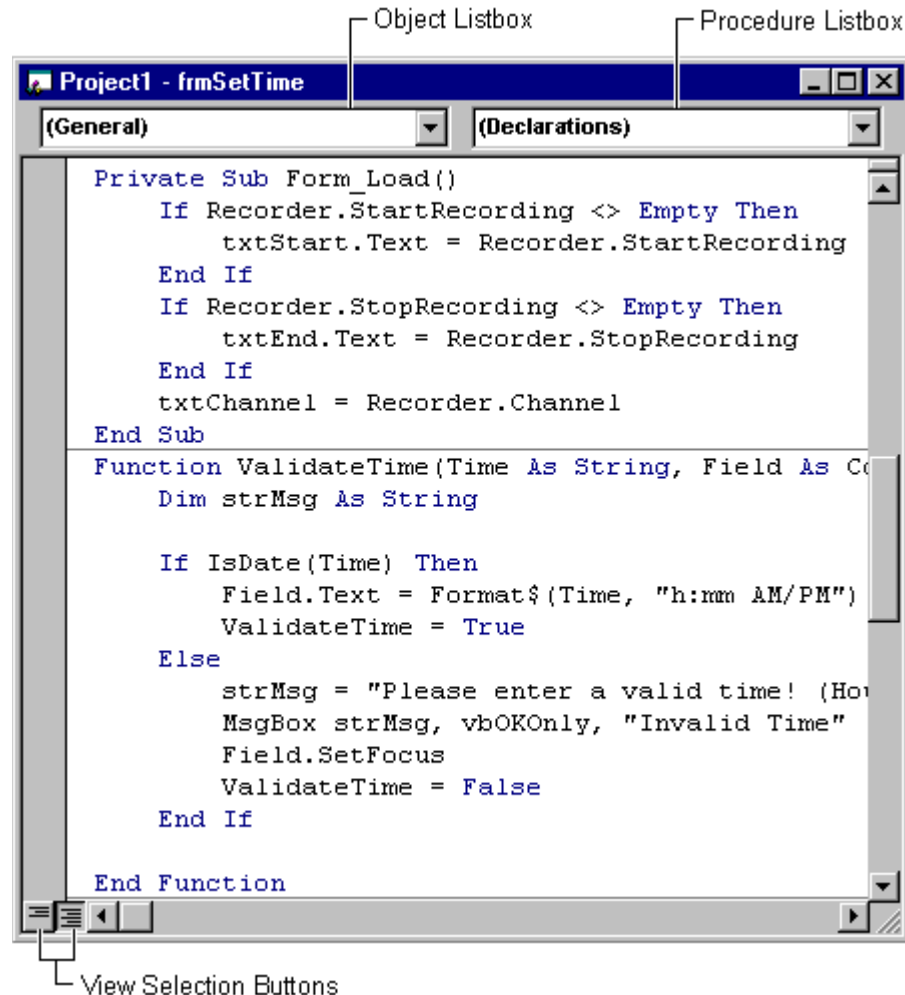 Object Listbox
Procedure Listbox
Project1 - frmSetTime
(General)
(Declarations)
Private Sub Form_Load()
If Recorder.StartRecording <> Empty Then
txtStart.Text = Recorder.StartRecording
End If
If Recorder.StopRecording <> Empty Then
txtEnd.Text = Recorder.StopRecording
End If
txtChannel = Recorder.Channel
End Sub
Function ValidateTime(Time As String, Field As
Dim strMsg As String
If IsDate(Time) Then
Field.Text = Format$(Time, "h:mm AM/PM")
ValidateTime = True
Else
strMsg = "Please enter a valid time!
MsgBox strMsg, vbOKOnly, "Invalid Time"
Field.SetFocus
ValidateTime = False
End If
End Function
View Selection Buttons